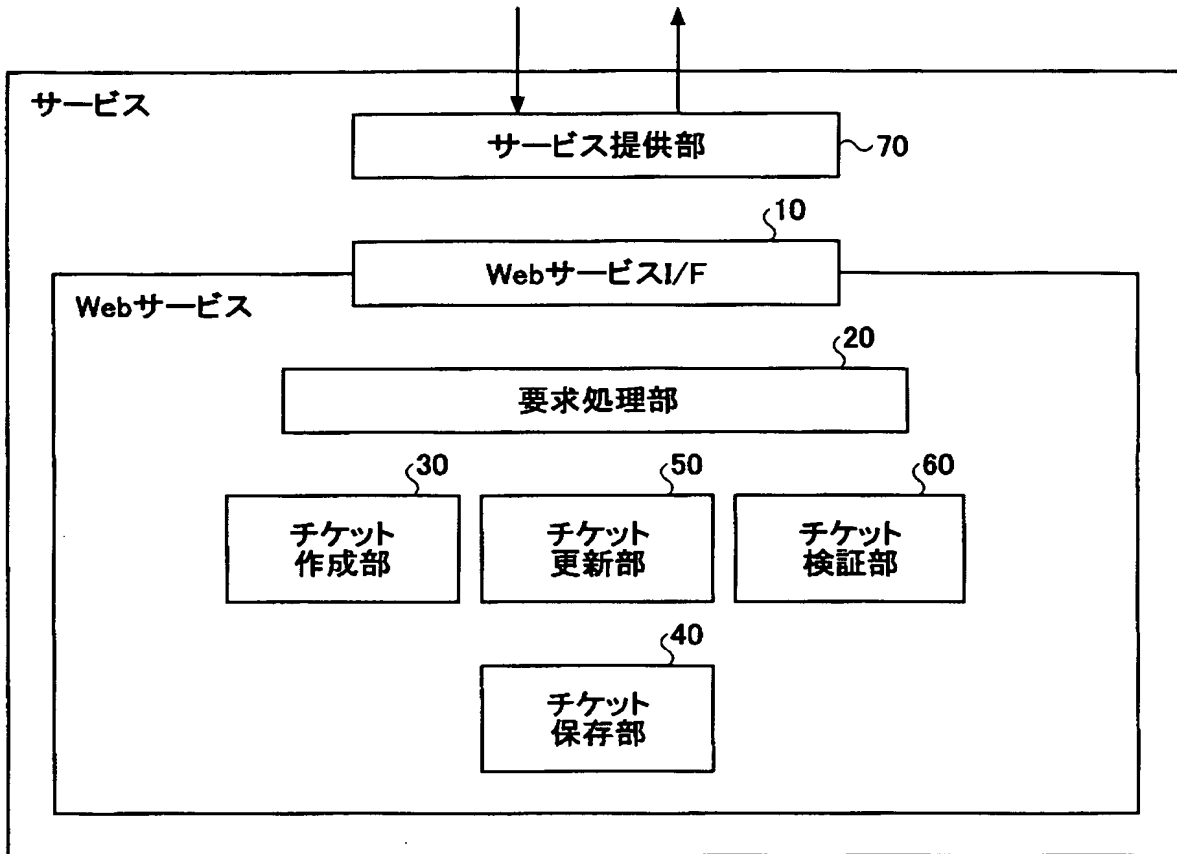 サービス
サービス提供部
70
10
WebサービスI/F
Webサービス
20
要求処理部
30
50
60
チケット
作成部
チケット
更新部
チケット
検証部
40
チケット
保存部